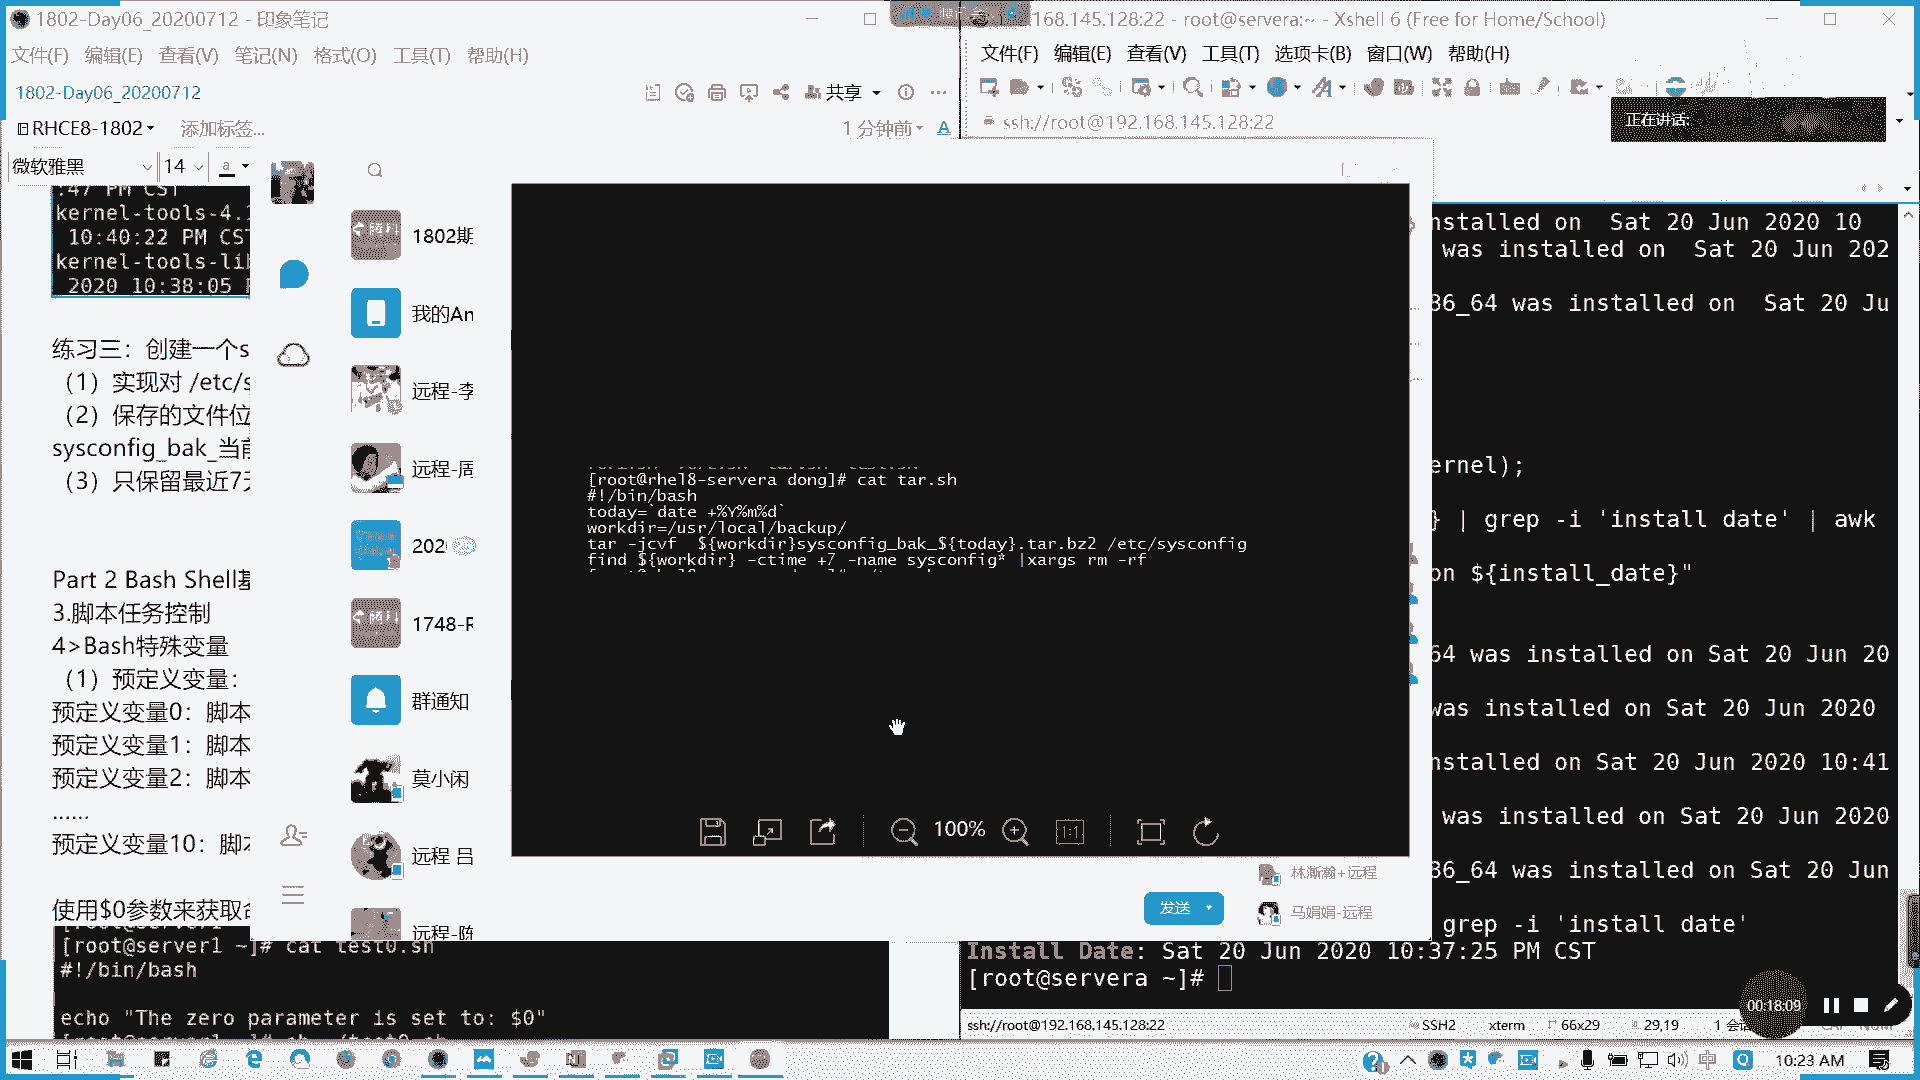 1802-Day06_20200712 - 印象笔记
文件(F) 编辑(E) 查看(V) 笔记(N) 格式(O) 工具(T) 帮助(H)
1802-Day06_20200712
共享
RHCE8-1802
添加标签...
1 分钟前
微软雅黑
14
:47 PM CST
kernel-tools-4.
10:40:22 PM CS
kernel-tools-li
2020 10:38:05
练习三：创建一个s
（1）实现对 /etc/s
（2）保存的文件位
sysconfig_bak_当前
（3）只保留最近7天
Part 2 Bash Shell基
3.脚本任务控制
4>Bash特殊变量
（1）预定义变量：
预定义变量0：脚本
预定义变量1：脚本
预定义变量2：脚本
......
预定义变量10：脚本
使用$0参数来获取命
[root@server1 ~]# cat test0.sh
#!/bin/bash
echo "The zero parameter is set to: $0"
1802期
我的An
远程-李
远程-周
202
1748-R
群通知
莫小闲
远程 吕
远程-陈
[root@rhel8-servera dong]# cat tar.sh
#!/bin/bash
today=`date +%Y%m%d`
workdir=/usr/local/backup/
tar -jcvf  ${workdir}sysconfig_bak_${today}.tar.bz2 /etc/sysconfig
find ${workdir} -ctime +7 -name sysconfig* |xargs rm -rf
100%
1:1
发送
林渐瀚+远程
马娟娟-远程
168.145.128:22 - root@servera:~ - Xshell 6 (Free for Home/School)
文件(F) 编辑(E) 查看(V) 工具(T) 选项卡(B) 窗口(W) 帮助(H)
ssh://root@192.168.145.128:22
正在讲话:
nstalled on  Sat 20 Jun 2020 10
was installed on  Sat 20 Jun 202
86_64 was installed on  Sat 20 Ju
ernel);
} | grep -i 'install date' | awk
on ${install_date}"
64 was installed on Sat 20 Jun 20
was installed on Sat 20 Jun 2020
nstalled on Sat 20 Jun 2020 10:41
was installed on Sat 20 Jun 2020
86_64 was installed on Sat 20 Jun
grep -i 'install date'
Install Date: Sat 20 Jun 2020 10:37:25 PM CST
[root@servera ~]#
00:18:09
ssh://root@192.168.145.128:22
SSH2
xterm
66x29
29,19
1 会
中
10:23 AM